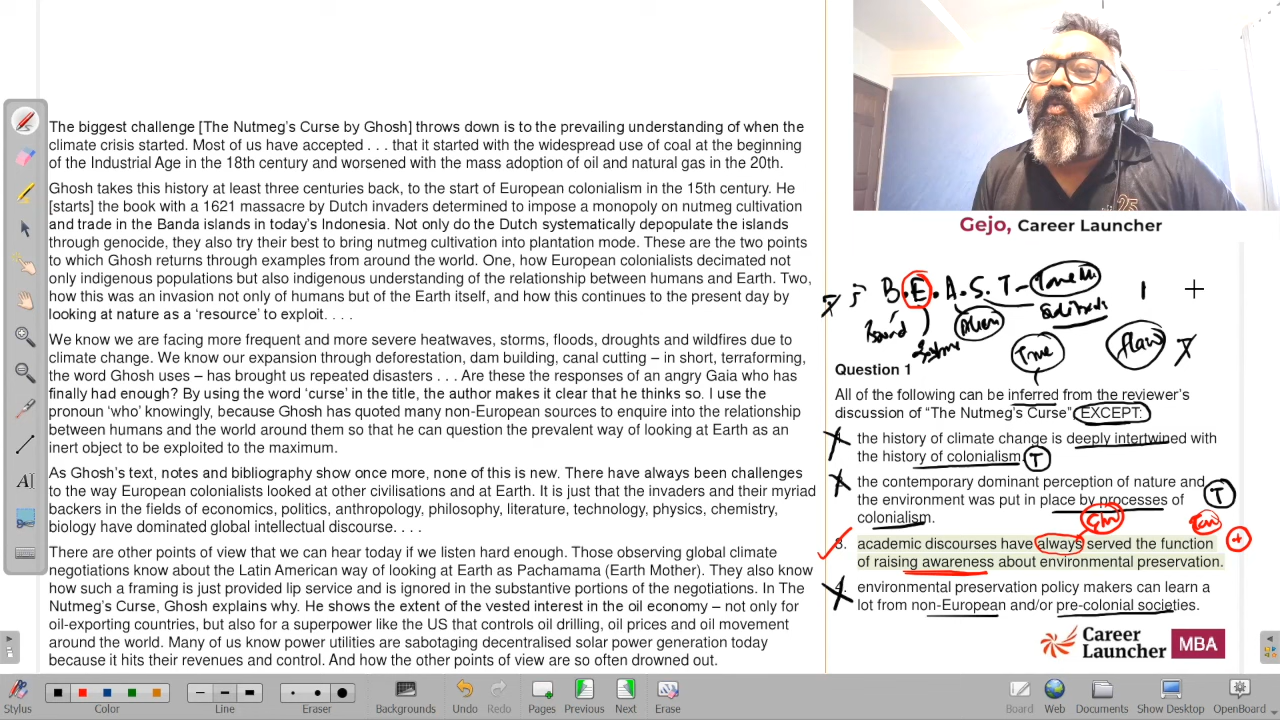 The biggest challenge [The Nutmeg's Curse by Ghosh] throws down is to the prevailing understanding of when the
climate crisis started. Most of us have accepted . . . that it started with the widespread use of coal at the beginning
of the Industrial Age in the 18th century and worsened with the mass adoption of oil and natural gas in the 20th.
Ghosh takes this history at least three centuries back, to the start of European colonialism in the 15th century. He
[starts] the book with a 1621 massacre by Dutch invaders determined to impose a monopoly on nutmeg cultivation
and trade in the Banda islands in today's Indonesia. Not only do the Dutch systematically depopulate the islands
through genocide, they also try their best to bring nutmeg cultivation into plantation mode. These are the two points
to which Ghosh returns through examples from around the world. One, how European colonialists decimated not
only indigenous populations but also indigenous understanding of the relationship between humans and Earth. Two,
how this was an invasion not only of humans but of the Earth itself, and how this continues to the present day by
looking at nature as a 'resource' to exploit. . . .
We know we are facing more frequent and more severe heatwaves, storms, floods, droughts and wildfires due to
climate change. We know our expansion through deforestation, dam building, canal cutting – in short, terraforming,
the word Ghosh uses – has brought us repeated disasters . . . Are these the responses of an angry Gaia who has
finally had enough? By using the word 'curse' in the title, the author makes it clear that he thinks so. I use the
pronoun 'who' knowingly, because Ghosh has quoted many non-European sources to enquire into the relationship
between humans and the world around them so that he can question the prevalent way of looking at Earth as an
inert object to be exploited to the maximum.
As Ghosh's text, notes and bibliography show once more, none of this is new. There have always been challenges
to the way European colonialists looked at other civilisations and at Earth. It is just that the invaders and their myriad
backers in the fields of economics, politics, anthropology, philosophy, literature, technology, physics, chemistry,
biology have dominated global intellectual discourse. . . .
There are other points of view that we can hear today if we listen hard enough. Those observing global climate
negotiations know about the Latin American way of looking at Earth as Pachamama (Earth Mother). They also know
how such a framing is just provided lip service and is ignored in the substantive portions of the negotiations. In The
Nutmeg's Curse, Ghosh explains why. He shows the extent of the vested interest in the oil economy – not only for
oil-exporting countries, but also for a superpower like the US that controls oil drilling, oil prices and oil movement
around the world. Many of us know power utilities are sabotaging decentralised solar power generation today
because it hits their revenues and control. And how the other points of view are so often drowned out.
25
Gejo, Career Launcher
B.E.A.S.T
True
flaw
Question 1
All of the following can be inferred from the reviewer's
discussion of "The Nutmeg's Curse" EXCEPT:
the history of climate change is deeply intertwined with
the history of colonialism. T
the contemporary dominant perception of nature and
the environment was put in place by processes of T
colonialism.
3. academic discourses have always served the function
of raising awareness about environmental preservation.
4. environmental preservation policy makers can learn a
lot from non-European and/or pre-colonial societies.
Career
Launcher
MBA
Stylus
Color
Line
Eraser
Backgrounds
Undo
Redo
Pages
Previous
Next
Erase
Board
Web
Documents
Show Desktop
OpenBoard